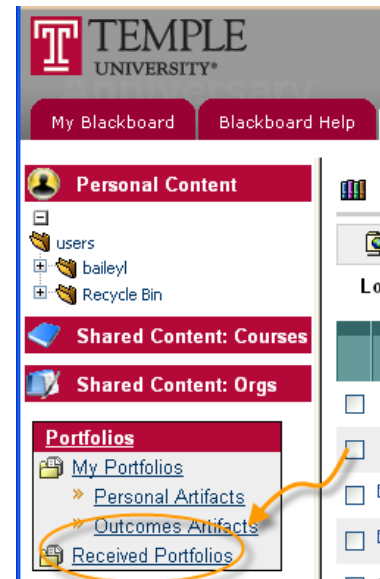 TEMPLE
UNIVERSITY®
Anniversary
My Blackboard
Blackboard Help
Personal Content
users
baileyl
Recycle Bin
Shared Content: Courses
Shared Content: Orgs
Portfolios
My Portfolios
» Personal Artifacts
» Outcomes Artifacts
Received Portfolios